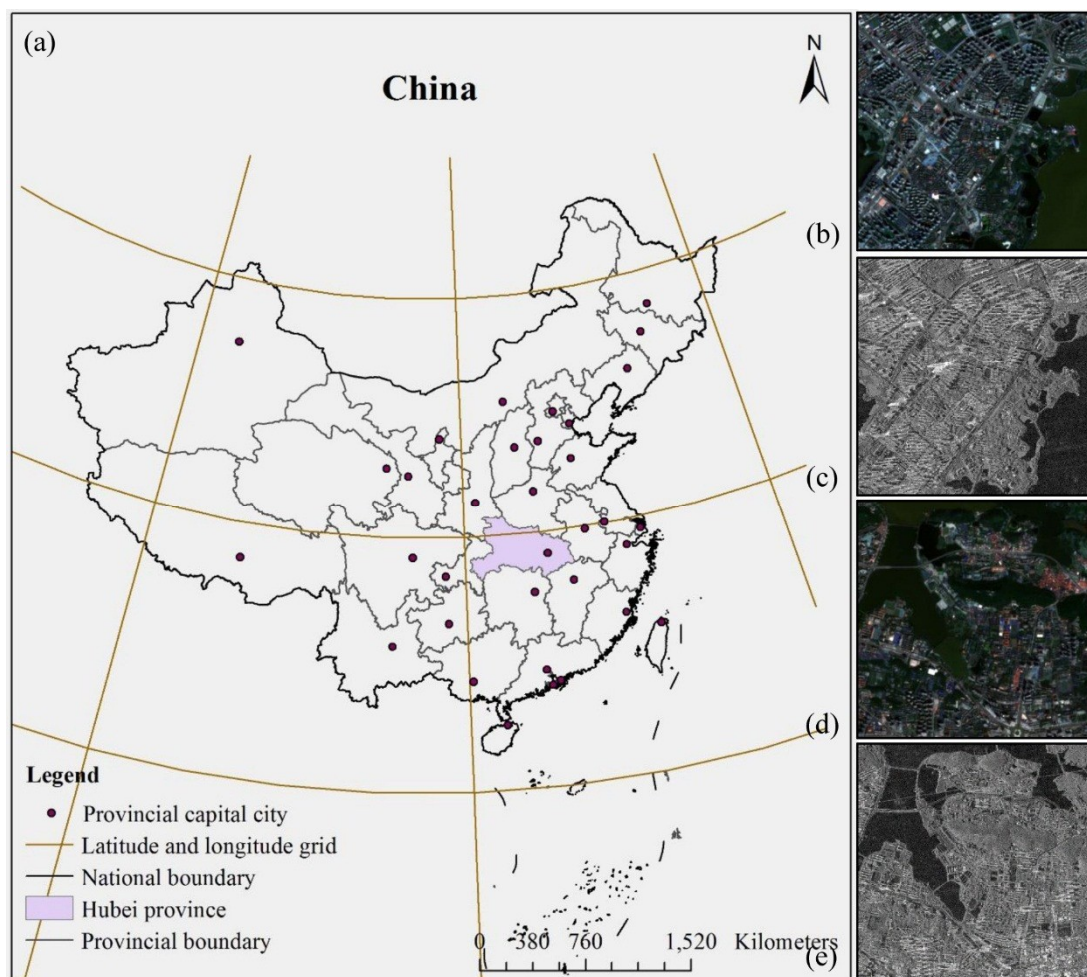 (a)
N
China
(b)
(c)
(d)
Legend
Provincial capital city
Latitude and longitude grid
National boundary
Hubei province
Provincial boundary
0 380 760 1,520 Kilometers
(e)